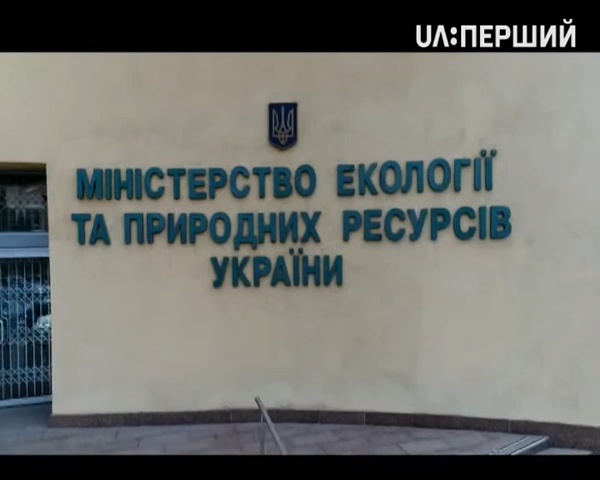 UA:ПЕРШИЙ
МІНІСТЕРСТВО ЕКОЛОГІЇ
ТА ПРИРОДНИХ РЕСУРСІВ
УКРАЇНИ